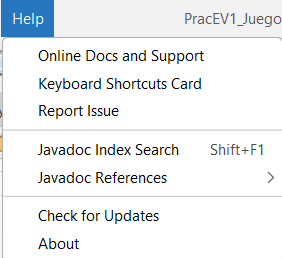 Help PracEV1_Juego
Online Docs and Support
Keyboard Shortcuts Card
Report Issue
Javadoc Index Search Shift+F1
Javadoc References
Check for Updates
About